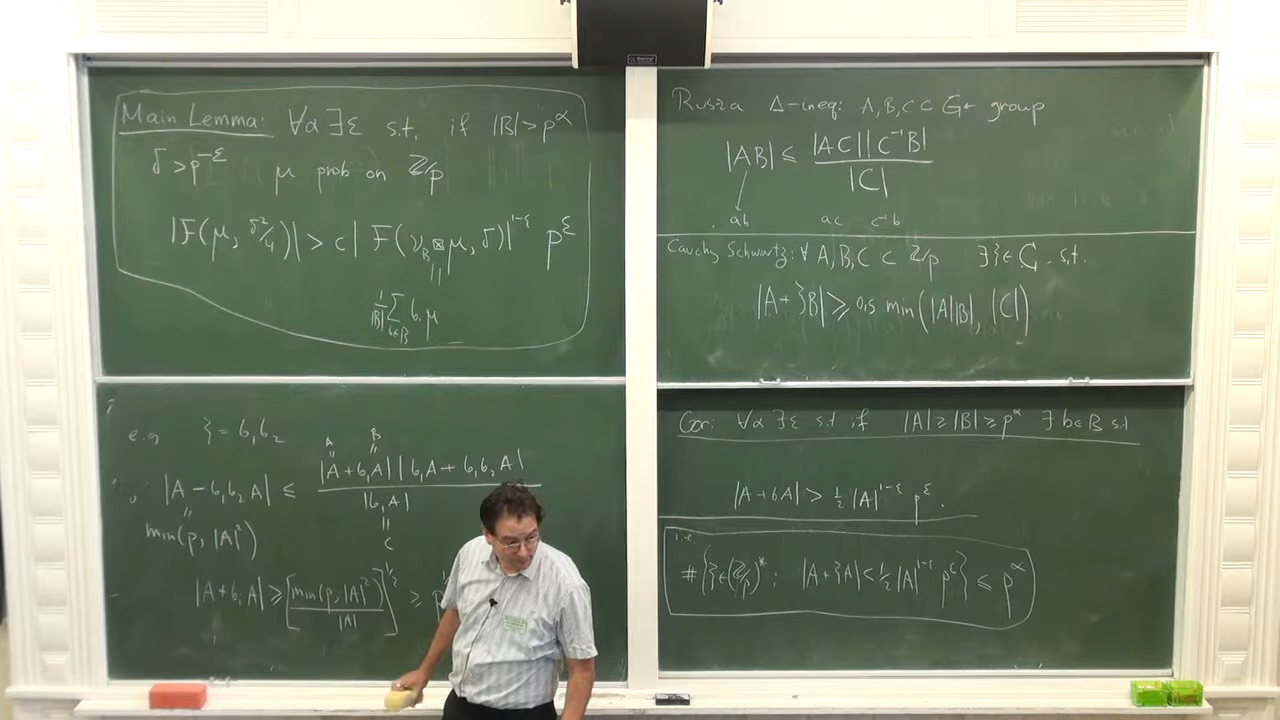 Main Lemma: ∀α ∃ε s.t. if |B| > p^α
δ > p^{-ε} μ prob on ℤ/p
|F(μ, δ²/4)| > c |F(ν_B ⊠ μ, δ)|^{1-ε} p^ε
||
1/|B| ∑_{b∈B} b.μ
e.g ξ = b₁b₂
|A - b₁b₂A| ≤ |A + b₁A| |b₁A + b₁b₂A| / |b₁A|
A
B
||
C
||
min(p, |A|²)
|A + b₁A| ≥ [min(p, |A|²) / |A|]^{1/2} ≥
Rusza Δ-ineq: A, B, C ⊂ G ← group
|AB| ≤ |AC||C⁻¹B| / |C|
ab ac c⁻¹b
Cauchy Schwartz: ∀ A, B, C ⊂ ℤ/p ∃ξ∈C s.t.
|A + ξB| ≥ 0,5 min(|A||B|, |C|)
Cor: ∀α ∃ε s.t if |A| ≥ |B| ≥ p^α ∃ b∈B s.t
|A + bA| > ½ |A|^{1-ε} p^ε.
i.e
#{ξ∈(ℤ/p)*: |A + ξA| < ½ |A|^{1-ε} p^ε} ≤ p^α